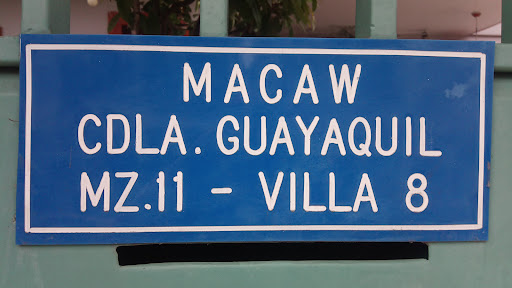 MACAW
CDLA. GUAYAQUIL
MZ.11 - VILLA 8